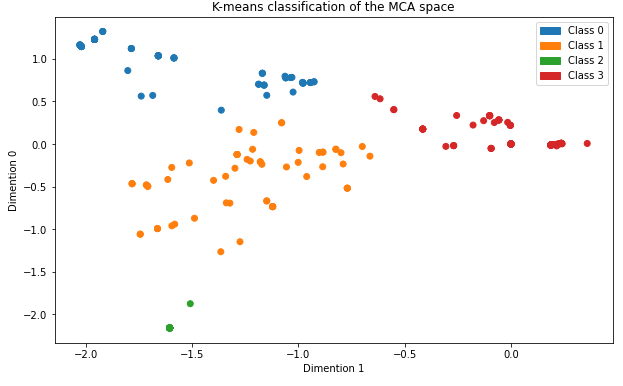 K-means classification of the MCA space
Class 0
Class 1
Class 2
Class 3
1.0
0.5
0.0
−0.5
−1.0
−1.5
−2.0
Dimention 0
−2.0 −1.5 −1.0 −0.5 0.0
Dimention 1